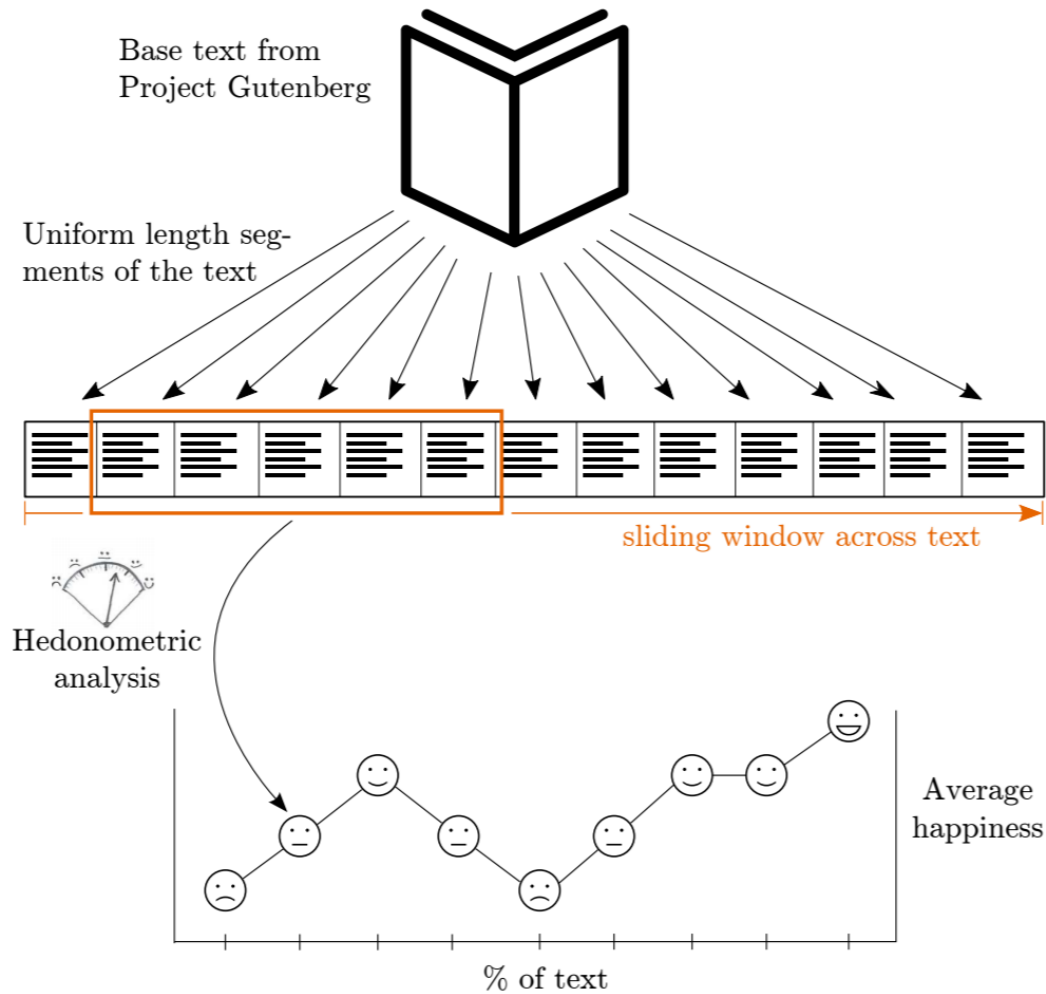 Base text from
Project Gutenberg
Uniform length seg-
ments of the text
sliding window across text
Hedonometric
analysis
Average
happiness
% of text